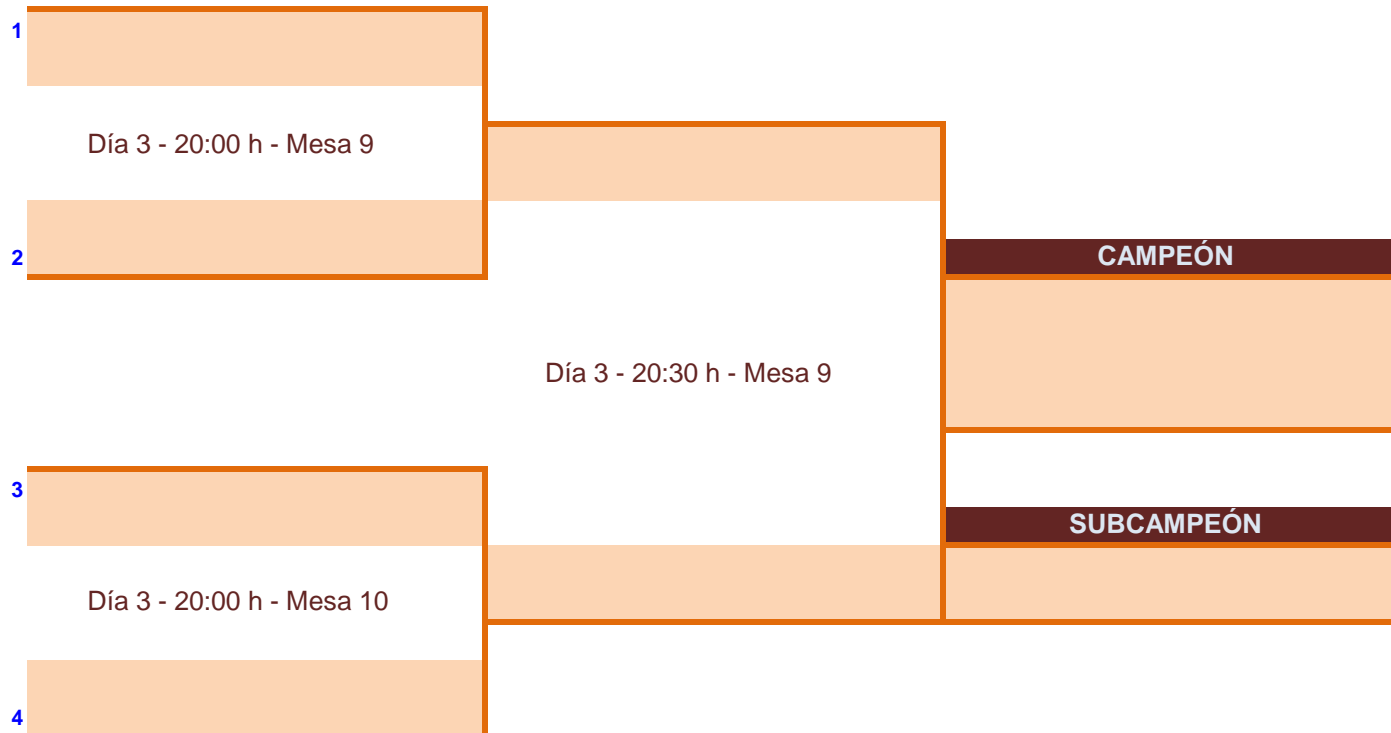 1
Día 3 - 20:00 h - Mesa 9
2
CAMPEÓN
Día 3 - 20:30 h - Mesa 9
3
SUBCAMPEÓN
Día 3 - 20:00 h - Mesa 10
4